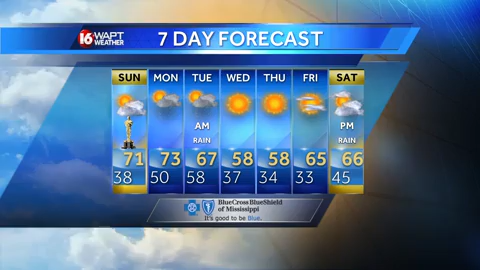 16 WAPT WEATHER
7 DAY FORECAST
SUN MON TUE WED THU FRI SAT
AM PM
RAIN RAIN
71 73 67 58 58 65 66
38 50 58 37 34 33 45
BlueCross BlueShield
of Mississippi
It's good to be Blue.